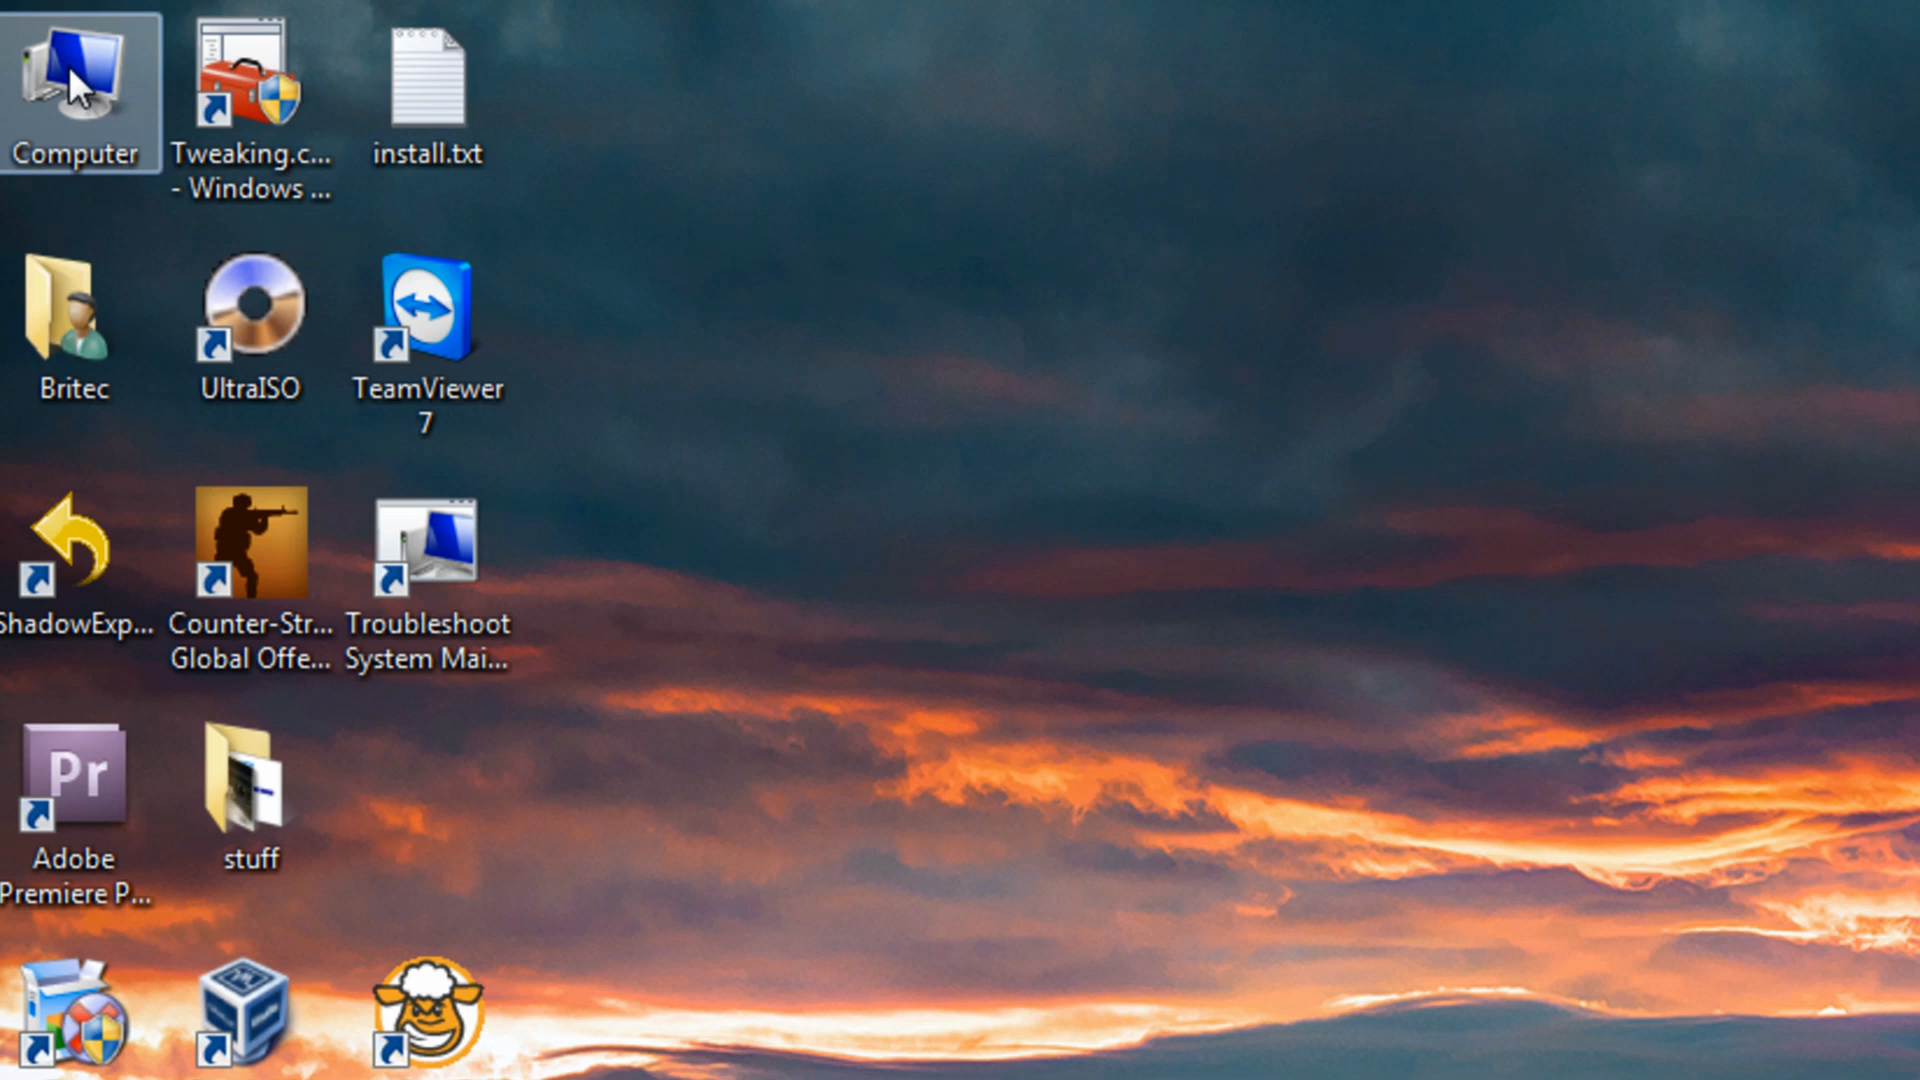 Computer
Tweaking.c...
- Windows ...
install.txt
Britec
UltraISO
TeamViewer
7
ShadowExp...
Counter-Str...
Global Offe...
Troubleshoot
System Mai...
Pr
Adobe
Premiere P...
stuff